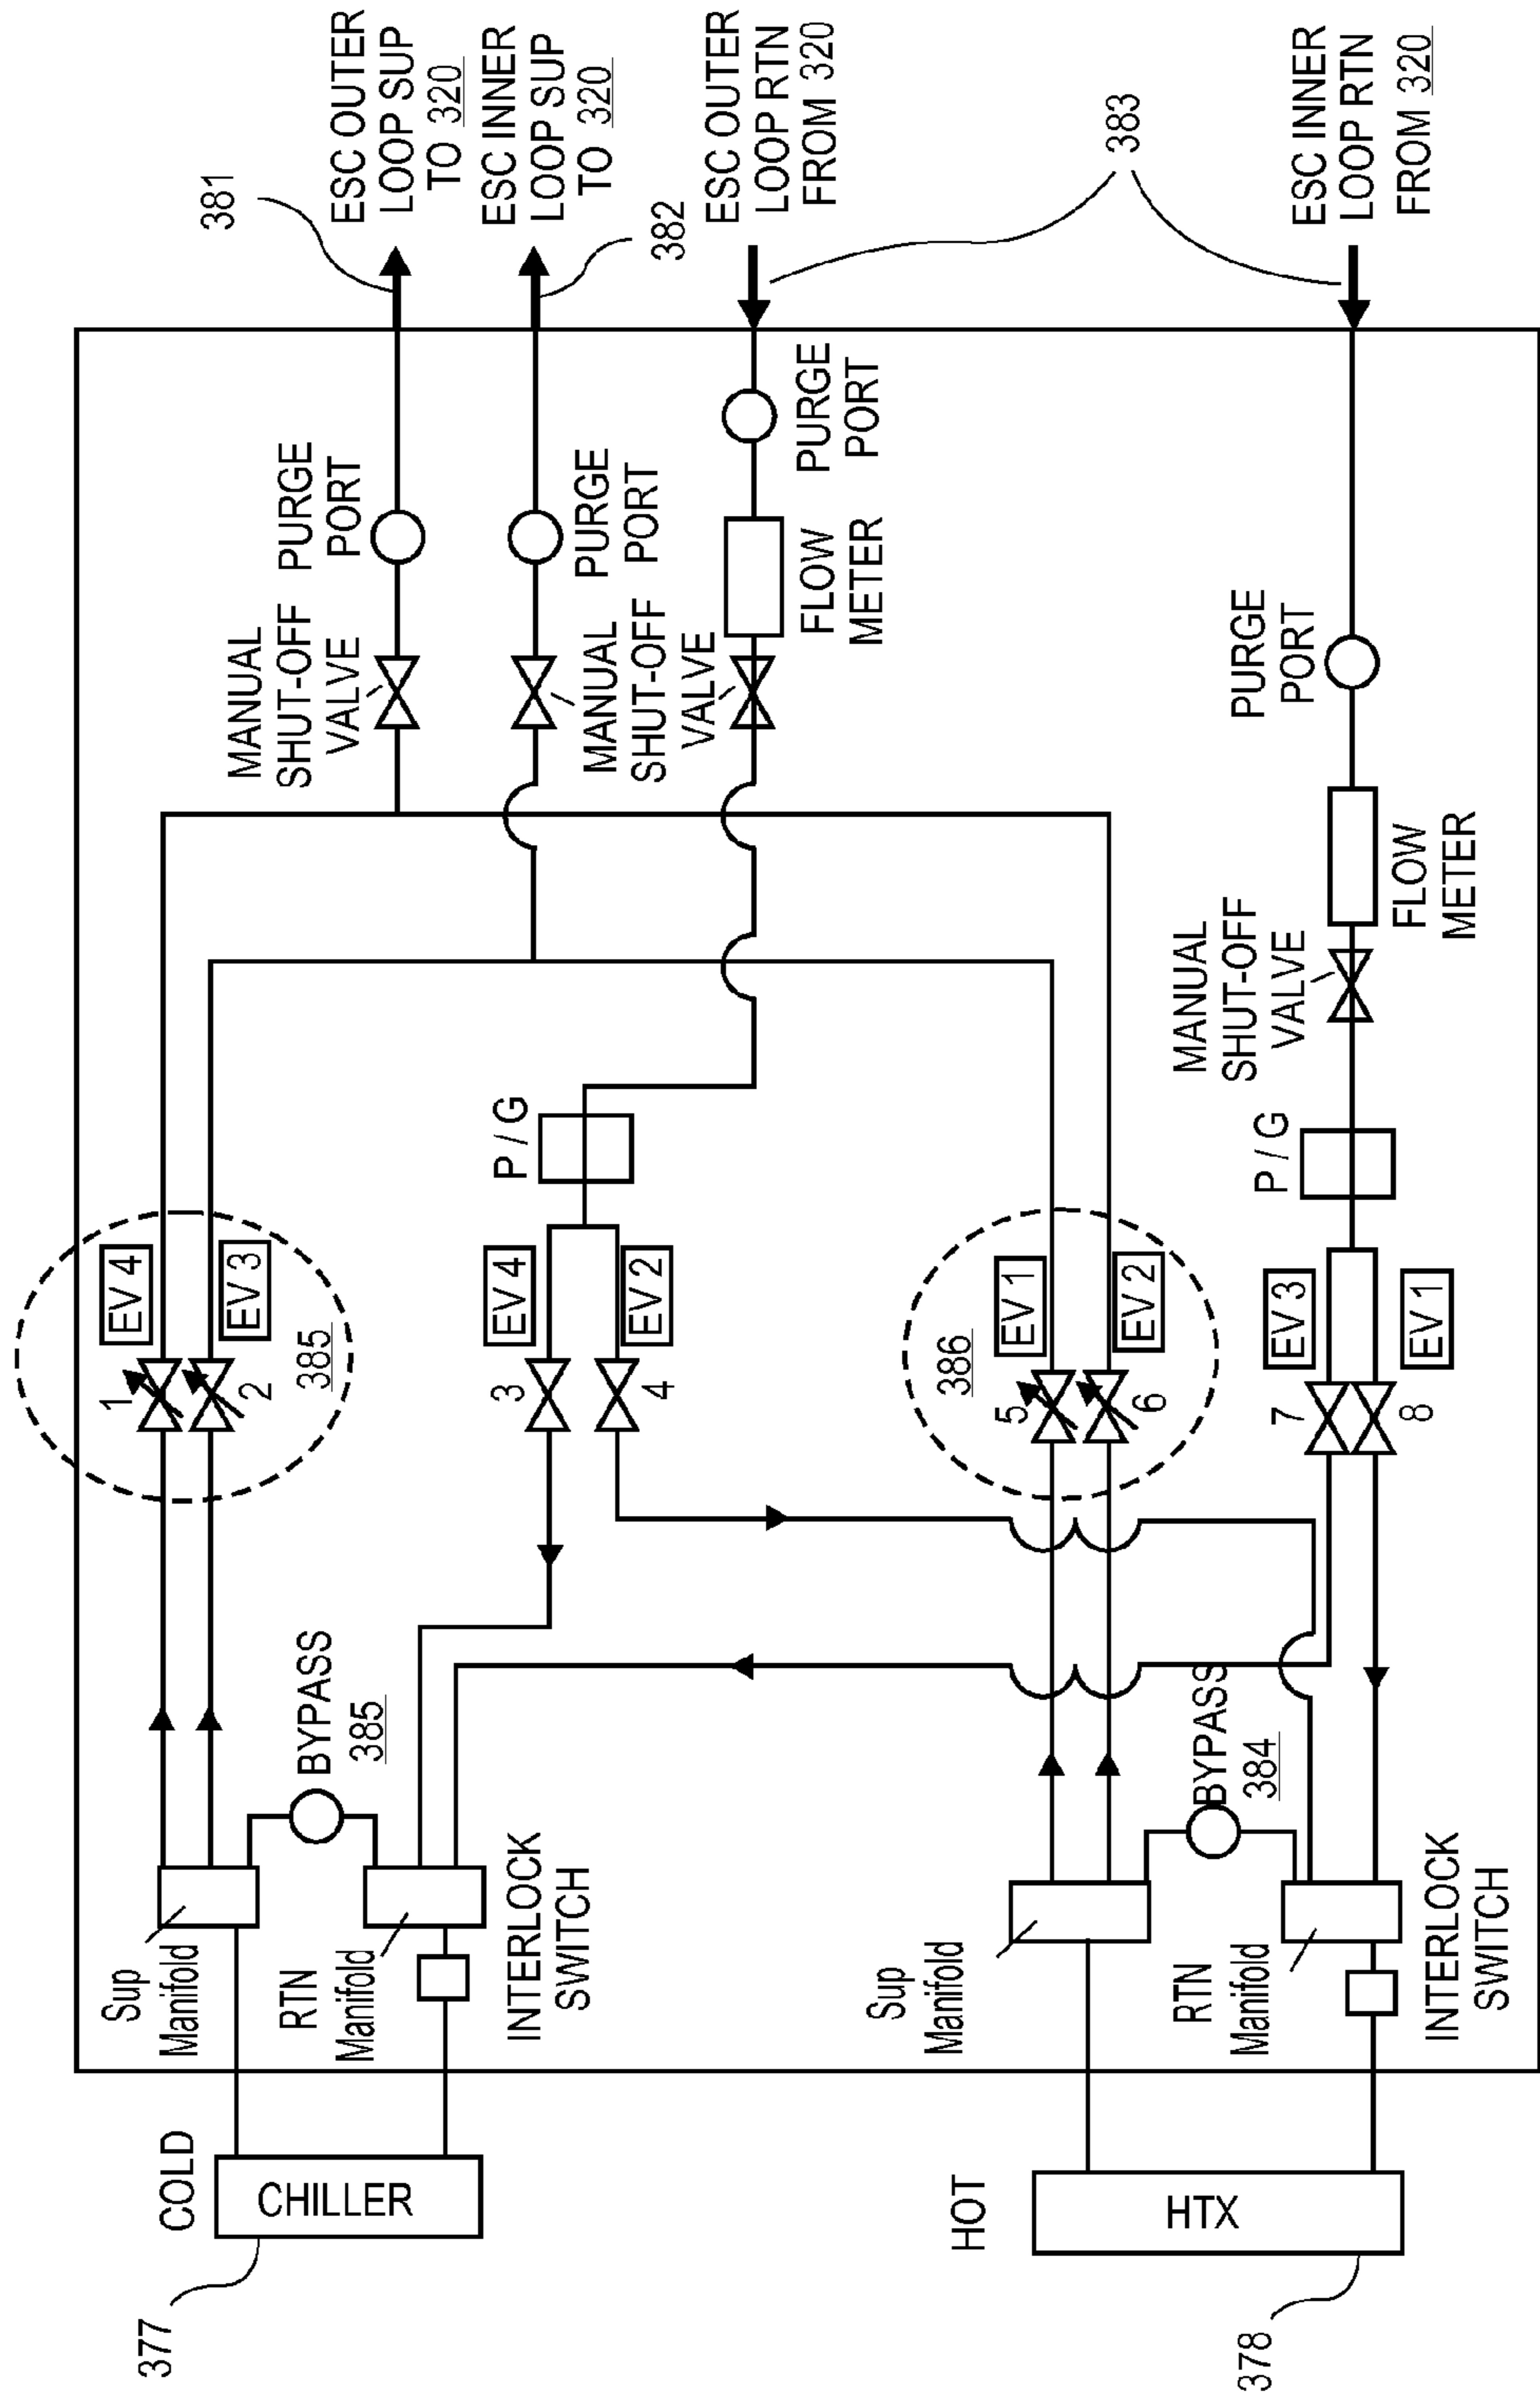 377
COLD
CHILLER
HOT
HTX
378
Sup
Manifold
RTN
Manifold
INTERLOCK
SWITCH
BYPASS
385
Sup
Manifold
RTN
Manifold
INTERLOCK
SWITCH
BYPASS
384
1
EV 4
2
EV 3
385
3
EV 4
4
EV 2
P / G
386
5
EV 1
6
EV 2
7
EV 3
8
EV 1
P / G
MANUAL
SHUT-OFF
VALVE
PURGE
PORT
MANUAL
SHUT-OFF
VALVE
PURGE
PORT
FLOW
METER
PURGE
PORT
MANUAL
SHUT-OFF
VALVE
FLOW
METER
PURGE
PORT
381
ESC OUTER
LOOP SUP
TO 320
ESC INNER
LOOP SUP
TO 320
382
ESC OUTER
LOOP RTN
FROM 320
383
ESC INNER
LOOP RTN
FROM 320